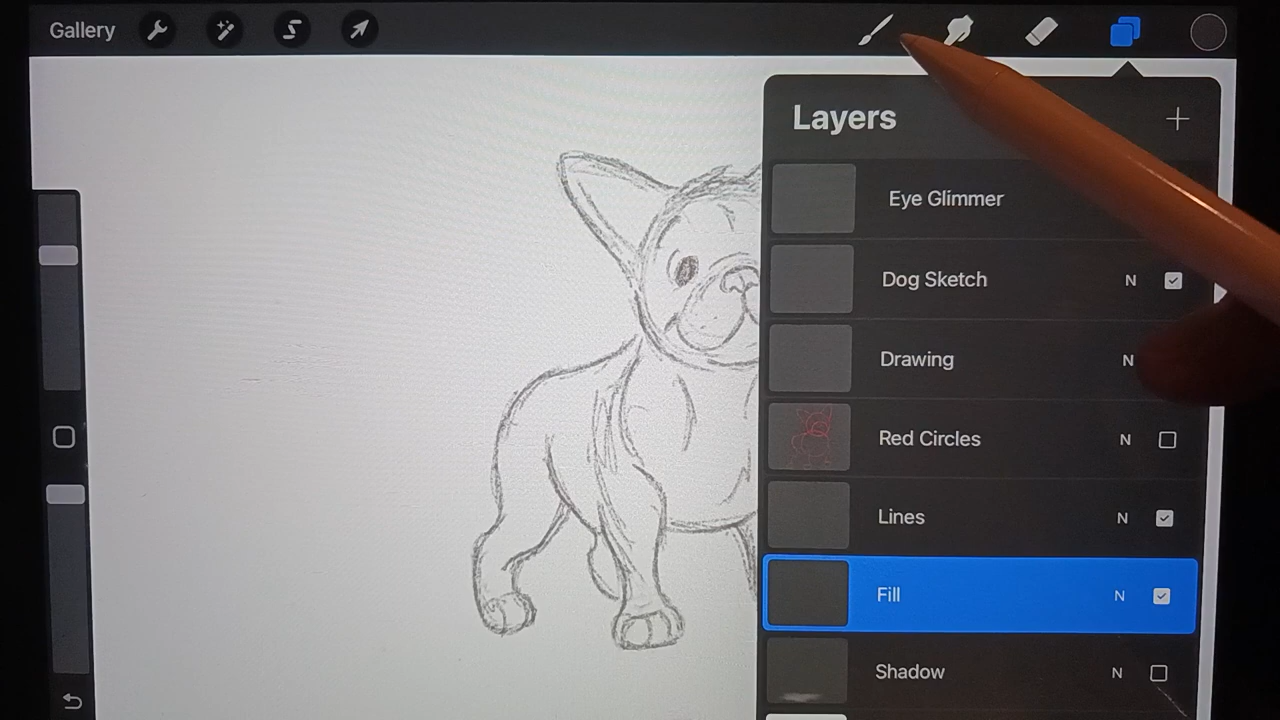 Gallery
Layers
Eye Glimmer
Dog Sketch N
Drawing N
Red Circles N
Lines N
Fill N
Shadow N